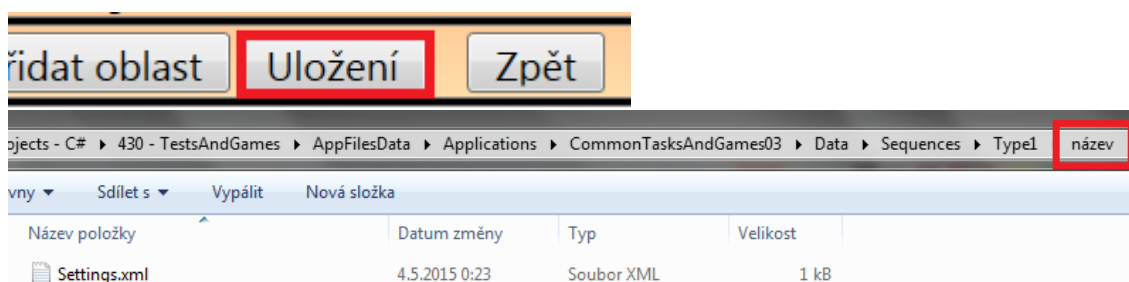 řidat oblast Uložení Zpět
ojects - C# ▸ 430 - TestsAndGames ▸ AppFilesData ▸ Applications ▸ CommonTasksAndGames03 ▸ Data ▸ Sequences ▸ Type1 název
vny ▾ Sdílet s ▾ Vypálit Nová složka
Název položky Datum změny Typ Velikost
Settings.xml 4.5.2015 0:23 Soubor XML 1 kB